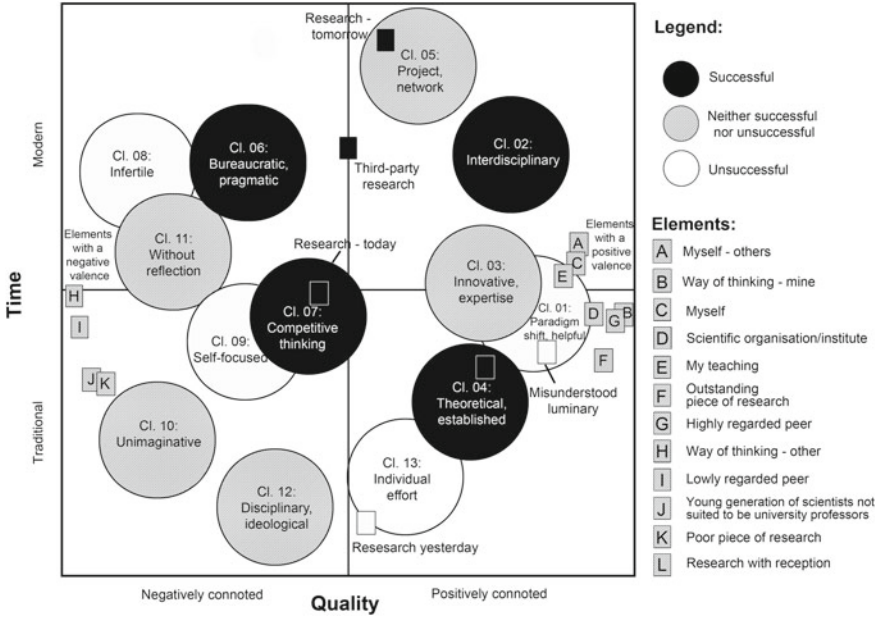 Research -
tomorrow
Cl. 05:
Project,
network
Cl. 08:
Infertile
Cl. 06:
Bureaucratic,
pragmatic
Cl. 02:
Interdisciplinary
Third-party
research
Modern
Elements
with a
negative
valence
Cl. 11:
Without
reflection
Research - today
Cl. 03:
Innovative,
expertise
Elements
with a
positive
valence
A
C
E
H
I
Time
Cl. 07:
Competitive
thinking
Cl. 09:
Self-focused
Cl. 01:
Paradigm
shift, helpful
D
G
B
F
J
K
Cl. 04:
Theoretical,
established
Misunderstood
luminary
Traditional
Cl. 10:
Unimaginative
Cl. 12:
Disciplinary,
ideological
Cl. 13:
Individual
effort
Resesarch yesterday
Negatively connoted
Quality
Positively connoted
Legend:
Successful
Neither successful
nor unsuccessful
Unsuccessful
Elements:
A Myself - others
B Way of thinking - mine
C Myself
D Scientific organisation/institute
E My teaching
F Outstanding
piece of research
G Highly regarded peer
H Way of thinking - other
I Lowly regarded peer
J Young generation of scientists not
suited to be university professors
K Poor piece of research
L Research with reception